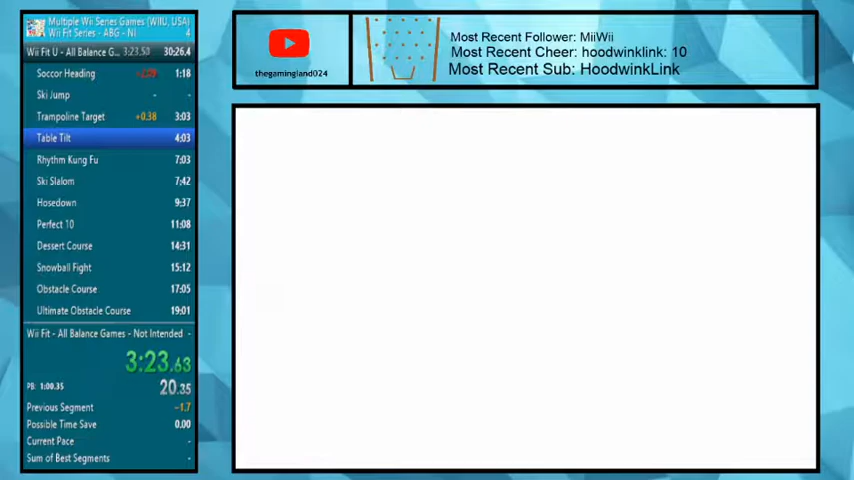 Multiple Wii Series Games (WIIU, USA)
Wii Fit Series - ABG - NI 4
Wii Fit U - All Balance G... 3:23.50 30:26.4
Soccor Heading 1:18
Ski Jump - -
Trampoline Target +0.38 3:03
Table Tilt 4:03
Rhythm Kung Fu 7:03
Ski Slalom 7:42
Hosedown 9:37
Perfect 10 11:08
Dessert Course 14:31
Snowball Fight 15:12
Obstacle Course 17:05
Ultimate Obstacle Course 19:01
Wii Fit - All Balance Games - Not Intended -
3:23.63
PB: 1:00.35 20.35
Previous Segment -1.7
Possible Time Save 0.00
Current Pace -
Sum of Best Segments -
thegamingland024
Most Recent Follower: MiiWii
Most Recent Cheer: hoodwinklink: 10
Most Recent Sub: HoodwinkLink